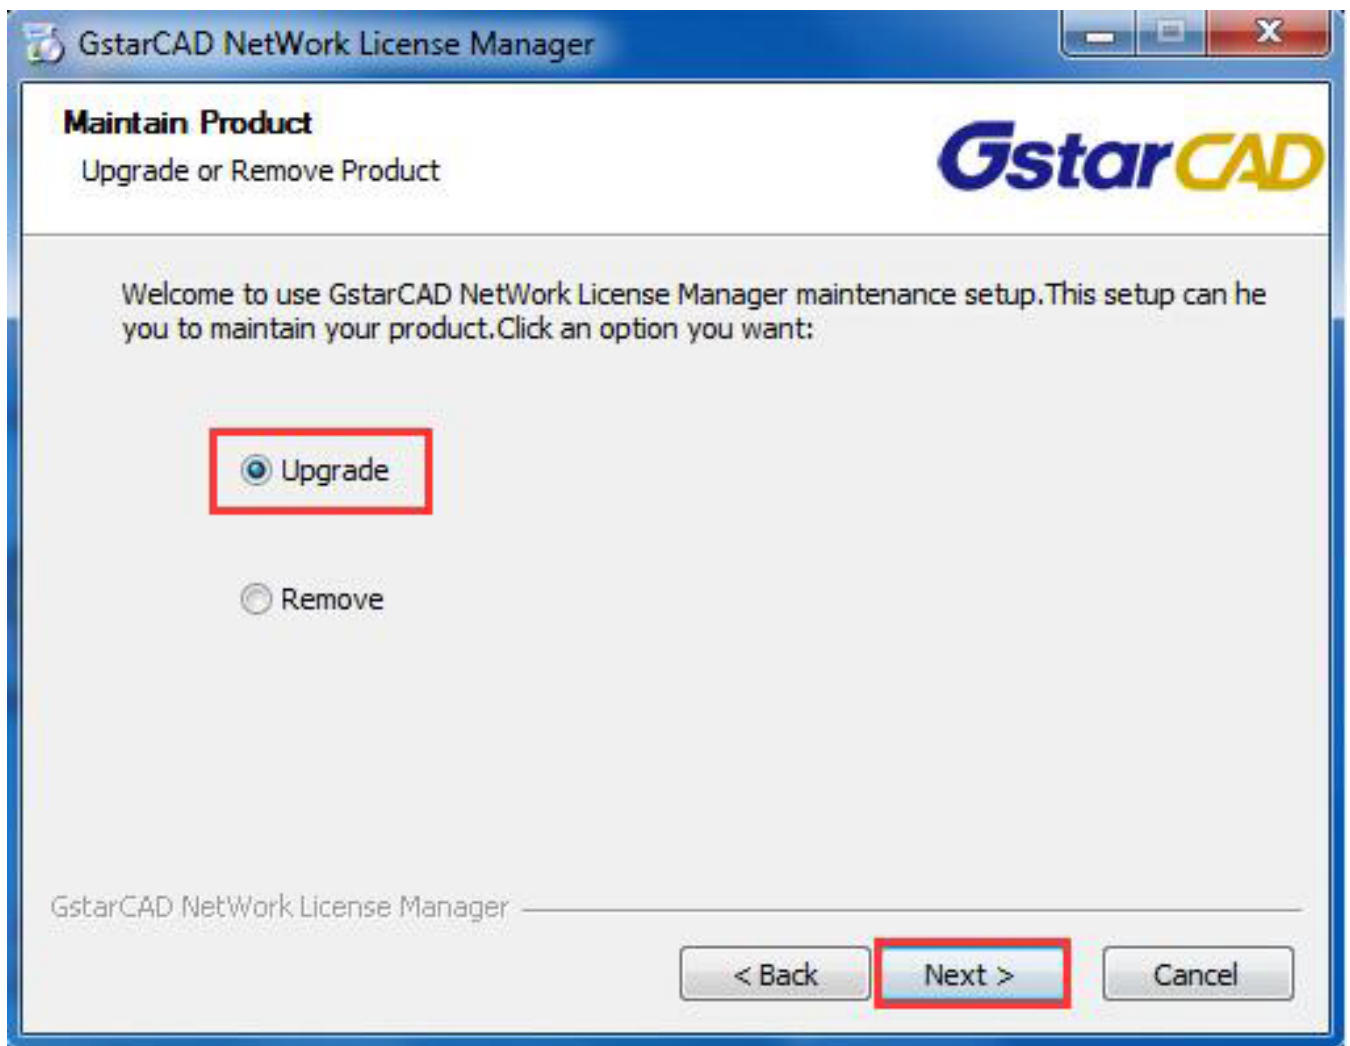 GstarCAD NetWork License Manager
Maintain Product
Upgrade or Remove Product
GstarCAD
Welcome to use GstarCAD NetWork License Manager maintenance setup.This setup can he
you to maintain your product.Click an option you want:
Upgrade
Remove
GstarCAD NetWork License Manager
< Back
Next >
Cancel